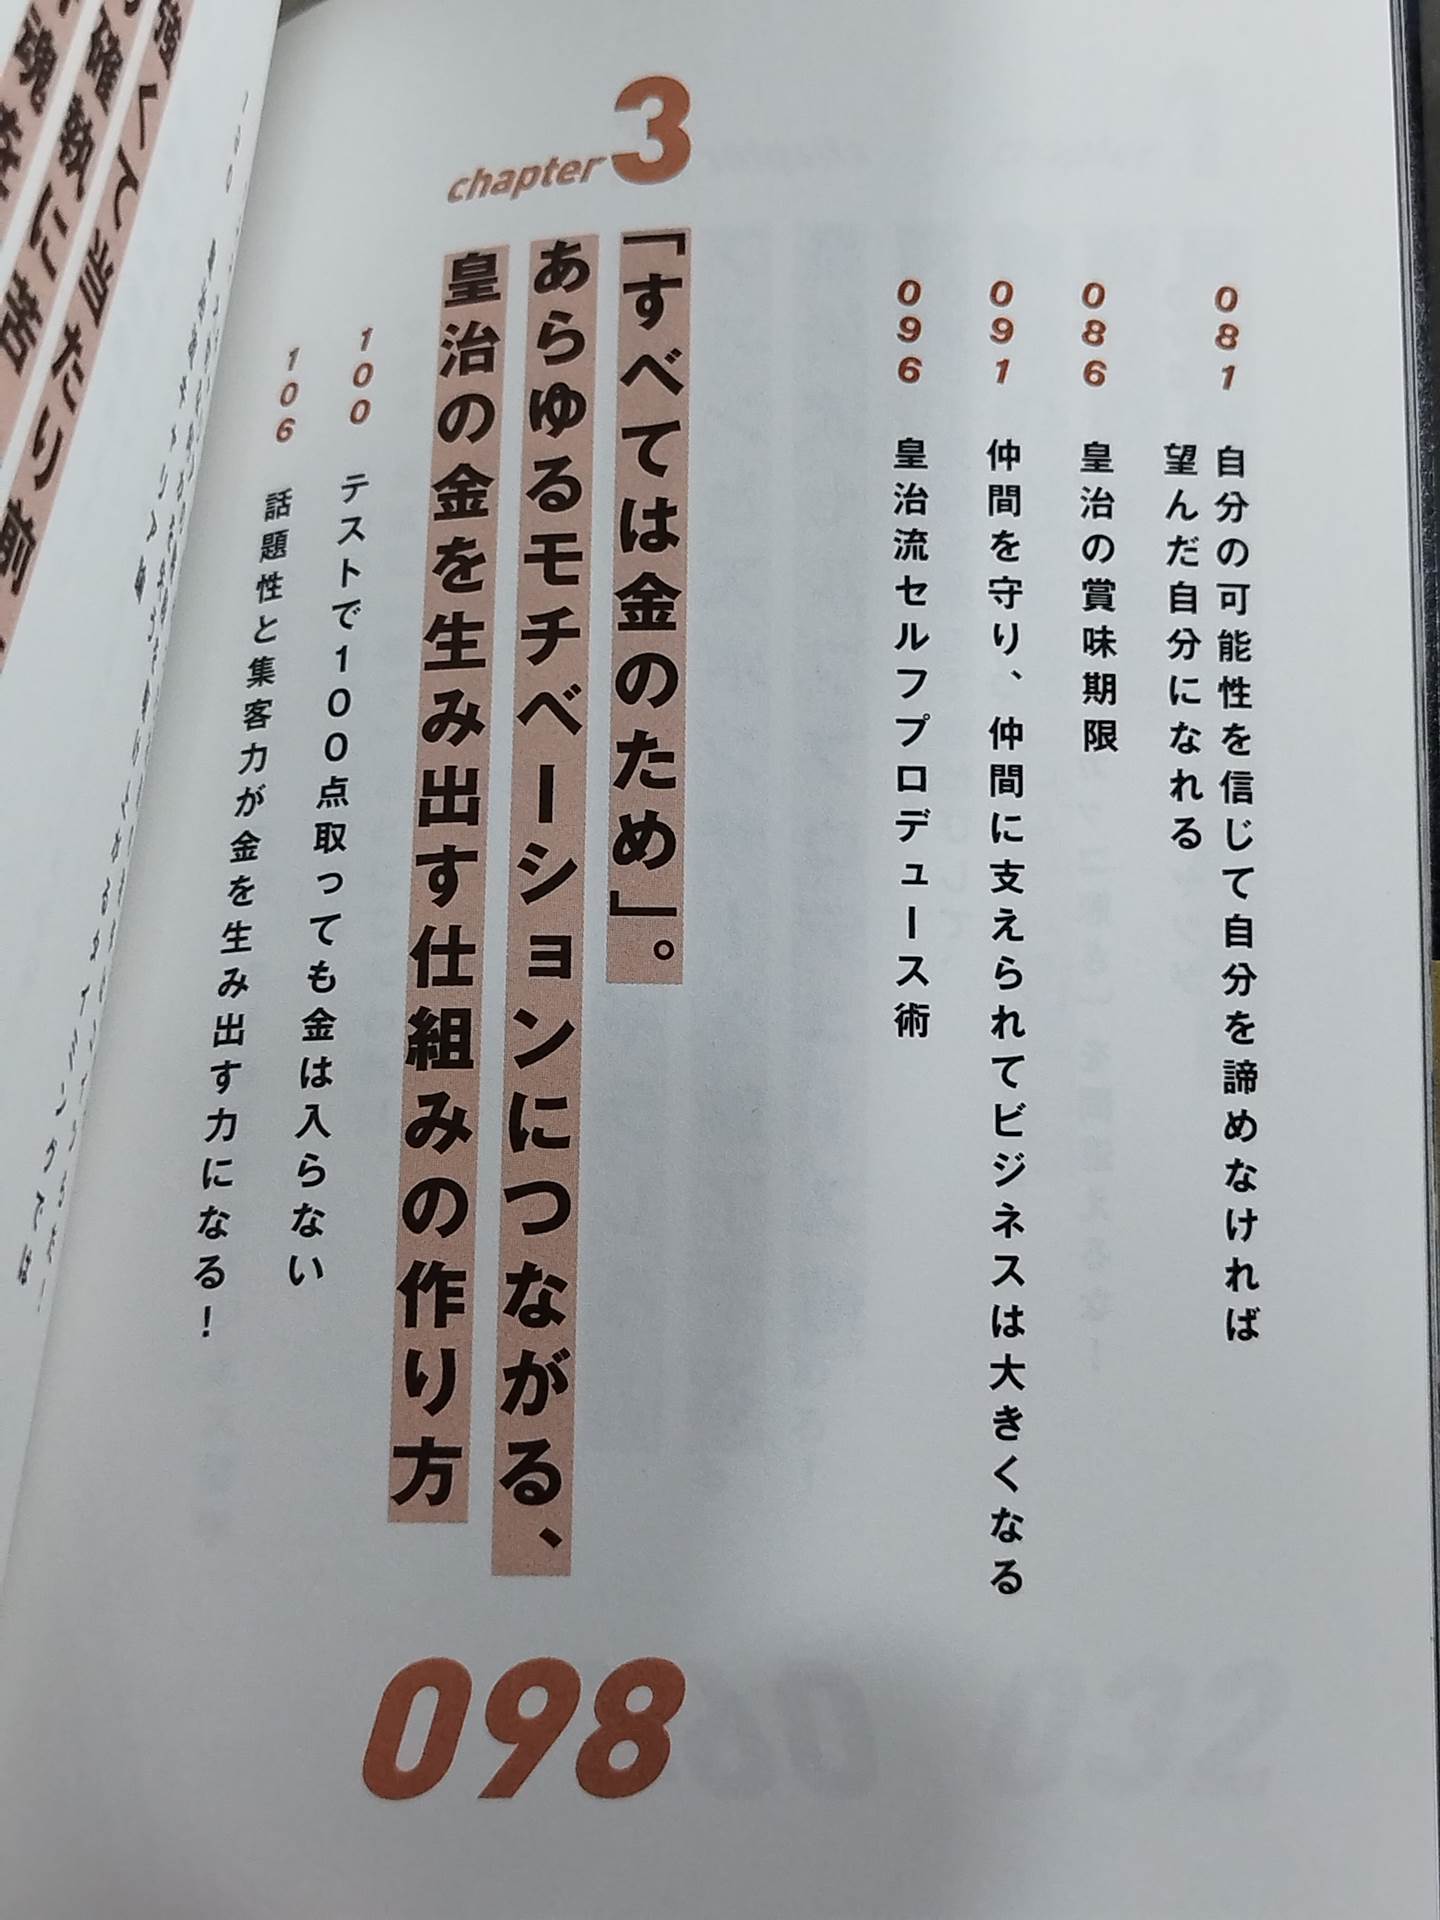 081
自分の可能性を信じて自分を諦めなければ
望んだ自分になれる
086
皇治の賞味期限
091
仲間を守り、仲間に支えられてビジネスは大きくなる
096
皇治流セルフプロデュース術
chapter 3
「すべては金のため」。
あらゆるモチベーションにつながる、
皇治の金を生み出す仕組みの作り方
098
100
テストで100点取っても金は入らない
106
話題性と集客力が金を生み出す力になる!
強くて当たり前